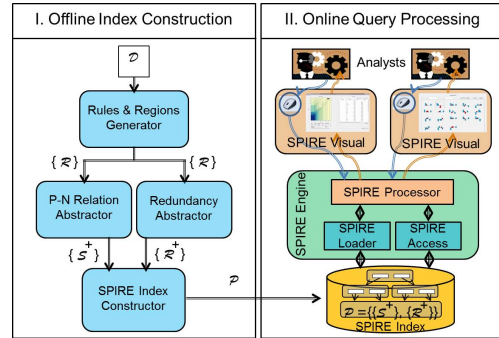 I. Offline Index Construction
𝒟
Rules & Regions
Generator
{ℛ}
{ℛ}
P-N Relation
Abstractor
Redundancy
Abstractor
{𝒮⁺}
{ℛ⁺}
SPIRE Index
Constructor
𝒫
II. Online Query Processing
Analysts
SPIRE Visual
SPIRE Visual
SPIRE Engine
SPIRE Processor
SPIRE
Loader
SPIRE
Access
𝒫={{𝒮⁺},{ℛ⁺}}
SPIRE Index